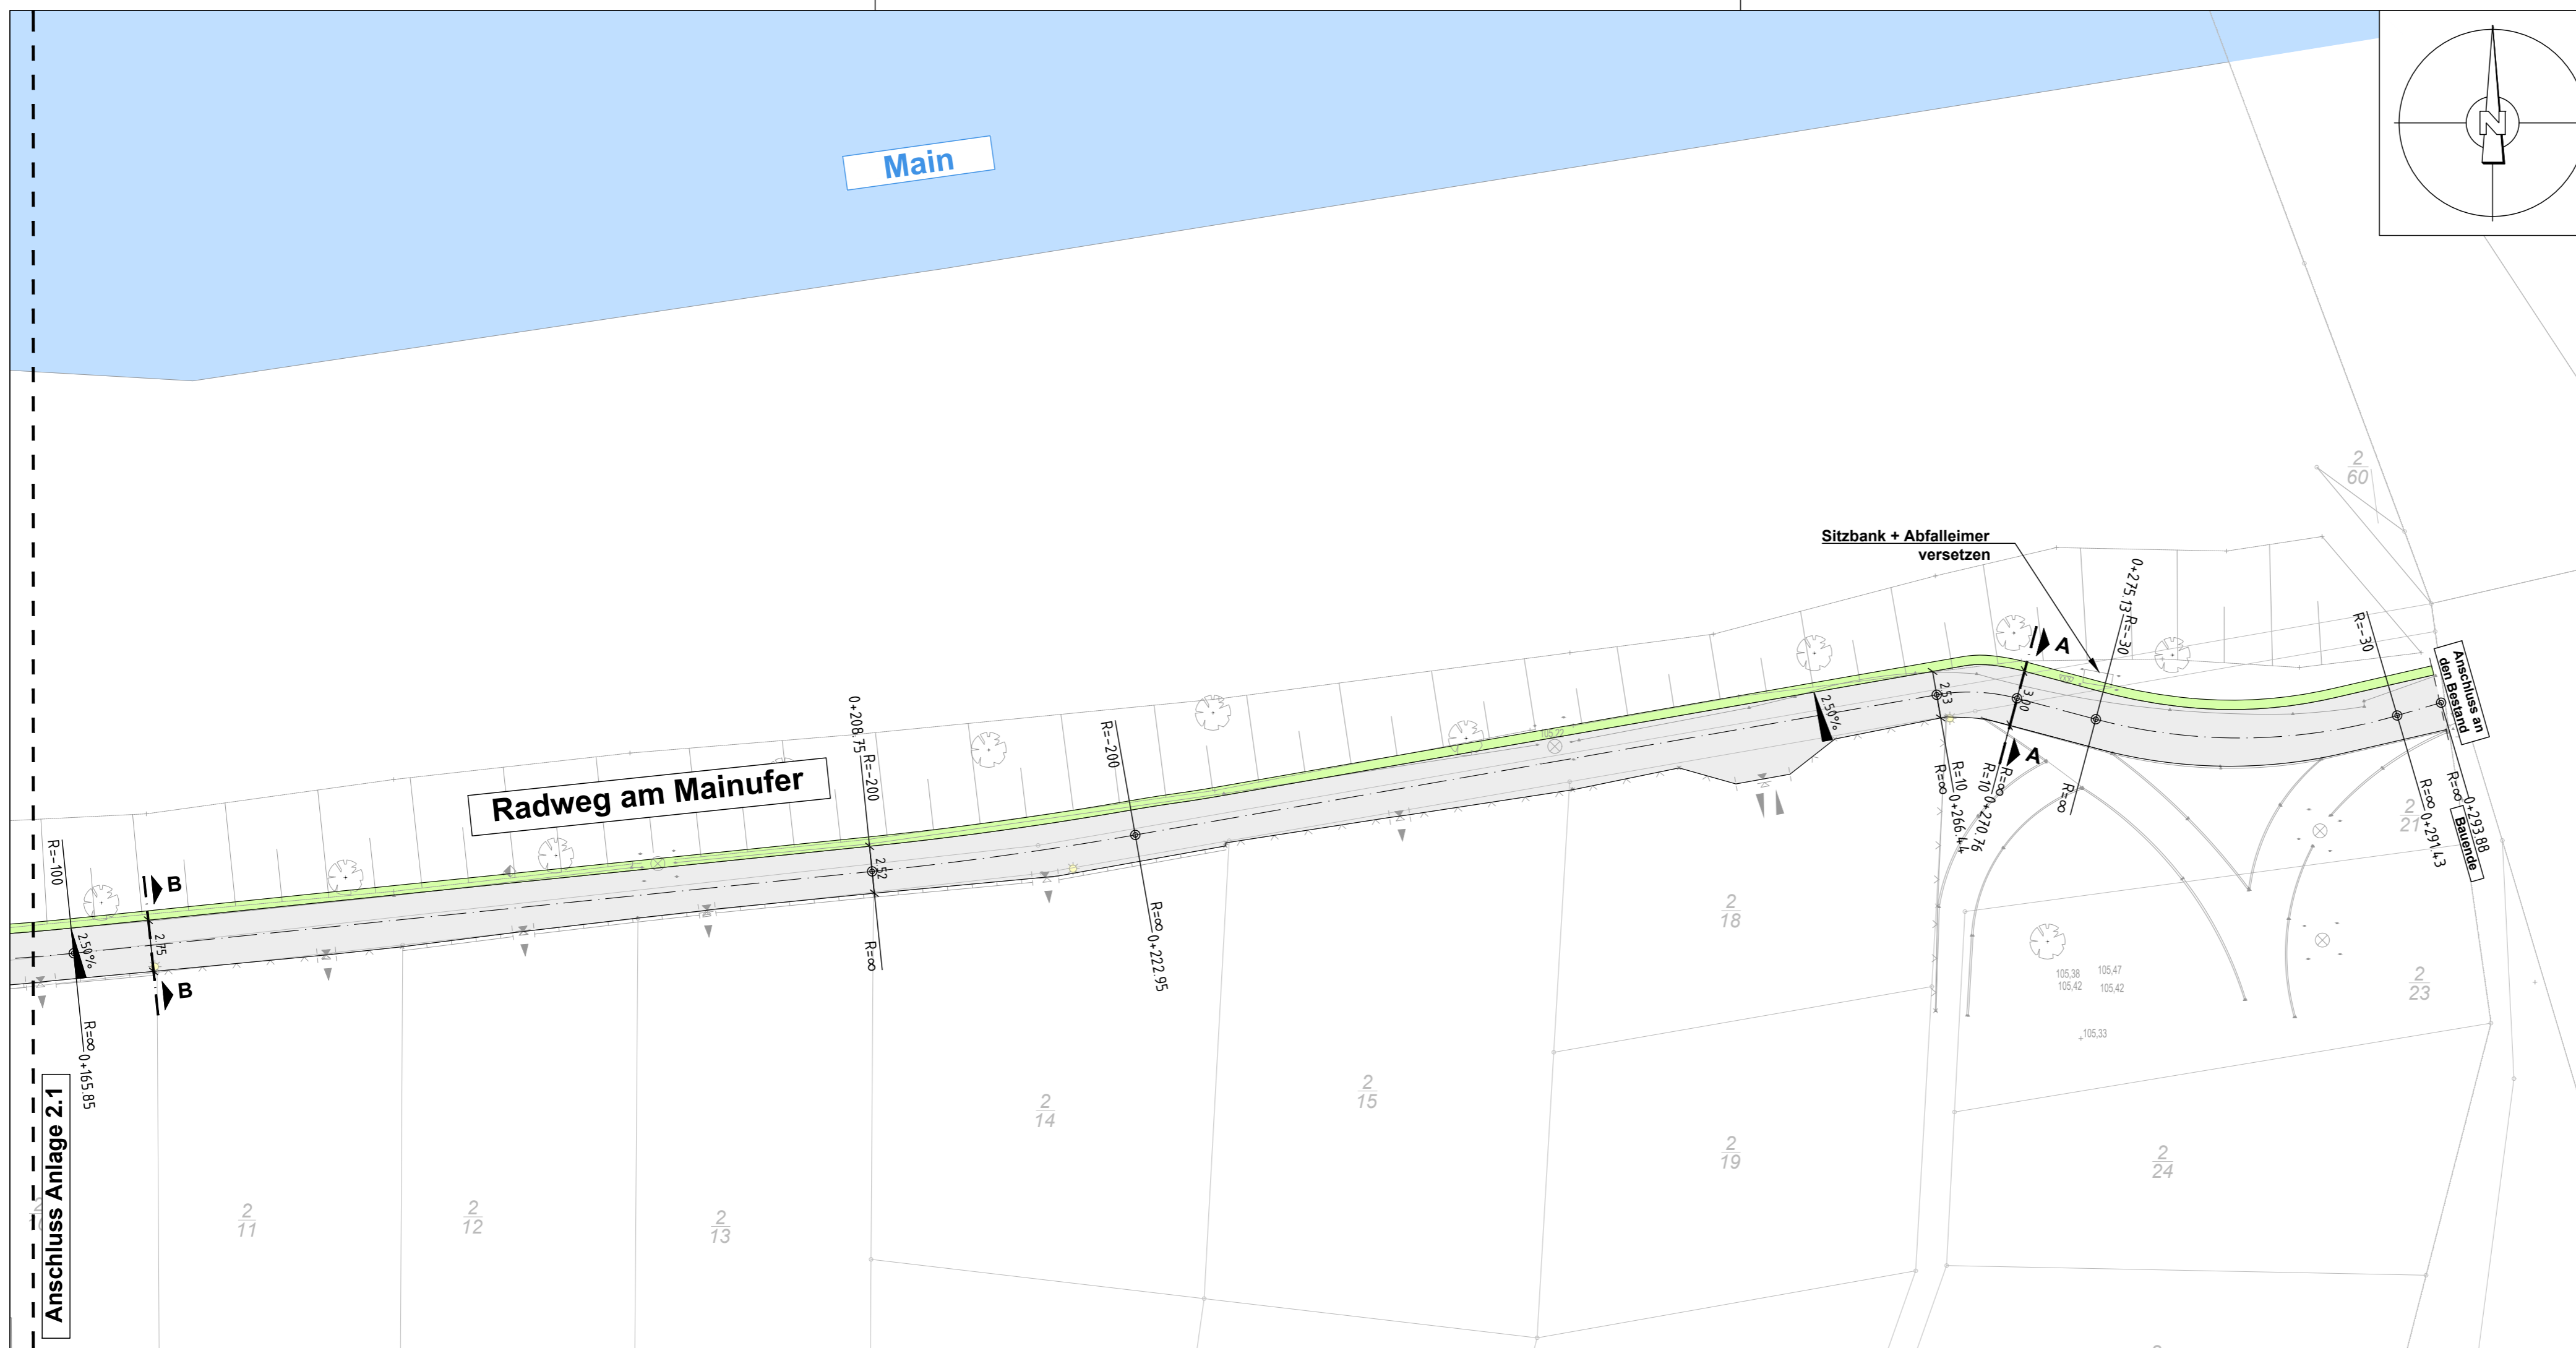 Main
N
2
60
Sitzbank + Abfalleimer
versetzen
0+275.13 R=-30
R=∞
R=-30
R=∞ 0+291.43
Anschluss an
den Bestand
R=∞ 0+293.88
Bauende
A
A
3,00
2.53
R=∞
R=10 0+266.44
R=10 0+270.76
R=∞
2.50%
105,22
Radweg am Mainufer
0+208.75 R=-200
2.52
R=∞
R=-200
R=∞ 0+222.95
R=-100
R=∞ 0+165.85
2.50%
B
2.75
B
Anschluss Anlage 2.1
2
11
2
12
2
13
2
14
2
15
2
18
2
19
2
21
2
23
2
24
105,38
105,47
105,42
105,42
105,33